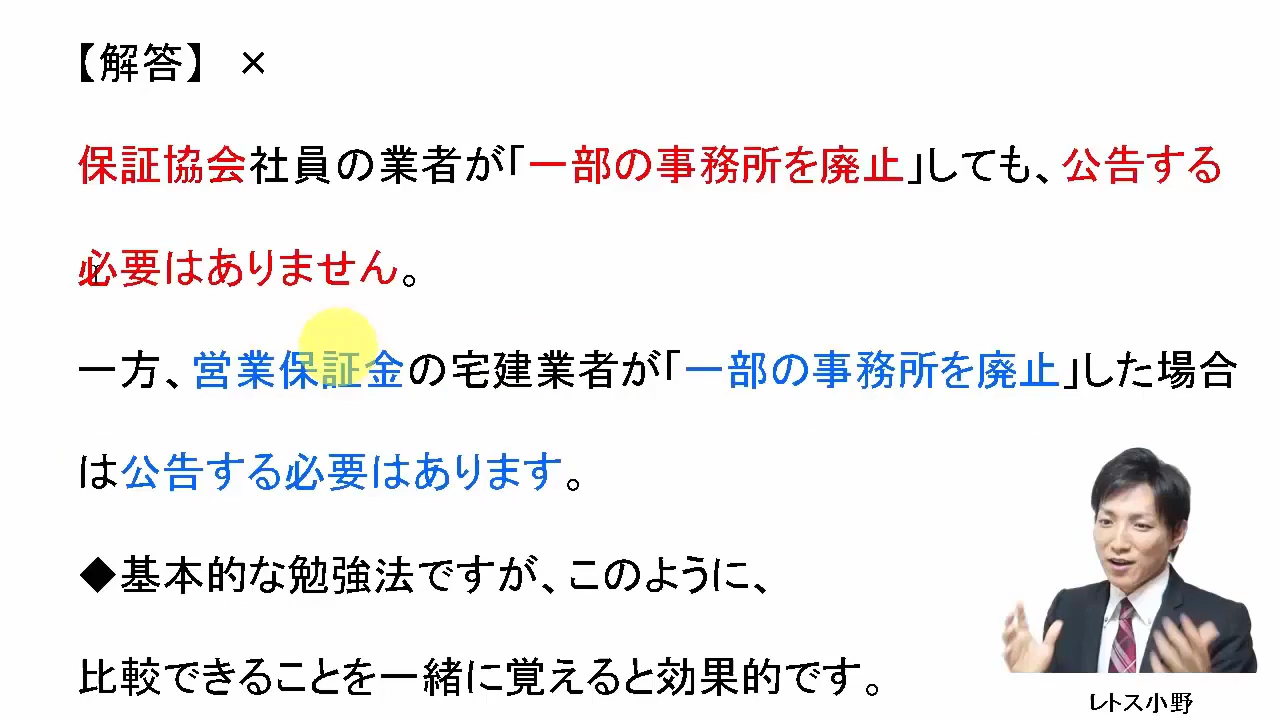 【解答】 ×
保証協会社員の業者が「一部の事務所を廃止」しても、公告する
必要はありません。
一方、営業保証金の宅建業者が「一部の事務所を廃止」した場合
は公告する必要はあります。
◆基本的な勉強法ですが、このように、
比較できることを一緒に覚えると効果的です。
レトス小野